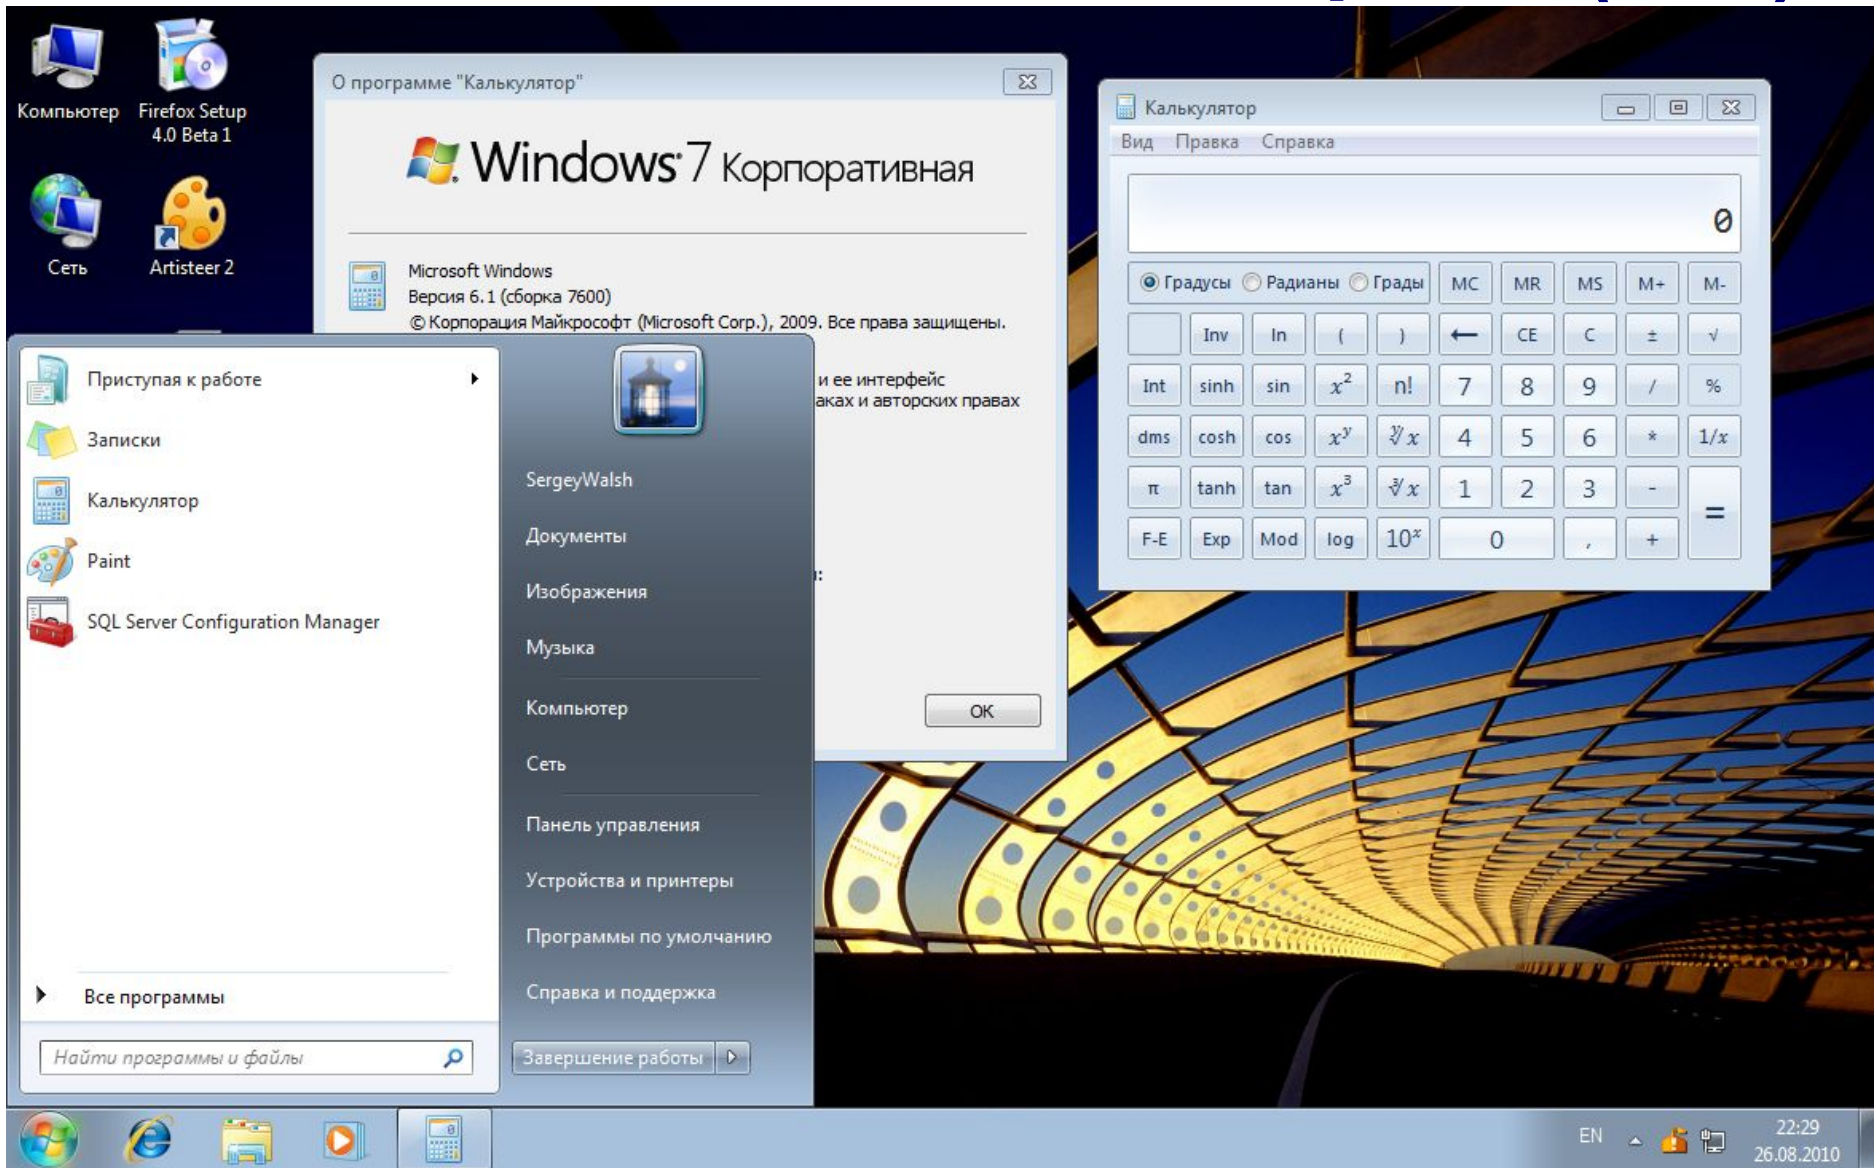 Компьютер
Firefox Setup
4.0 Beta 1
Сеть
Artisteer 2
О программе "Калькулятор"
Windows 7 Корпоративная
Microsoft Windows
Версия 6.1 (сборка 7600)
© Корпорация Майкрософт (Microsoft Corp.), 2009. Все права защищены.
и ее интерфейс
аках и авторских правах
OK
Калькулятор
Вид Правка Справка
0
Градусы Радианы Грады MC MR MS M+ M-
Inv ln ( ) ← CE C ± √
Int sinh sin x² n! 7 8 9 / %
dms cosh cos xʸ ʸ√x 4 5 6 * 1/x
π tanh tan x³ ³√x 1 2 3 - =
F-E Exp Mod log 10ˣ 0 , +
Приступая к работе
Записки
Калькулятор
Paint
SQL Server Configuration Manager
Все программы
Найти программы и файлы
SergeyWalsh
Документы
Изображения
Музыка
Компьютер
Сеть
Панель управления
Устройства и принтеры
Программы по умолчанию
Справка и поддержка
Завершение работы
EN
22:29
26.08.2010